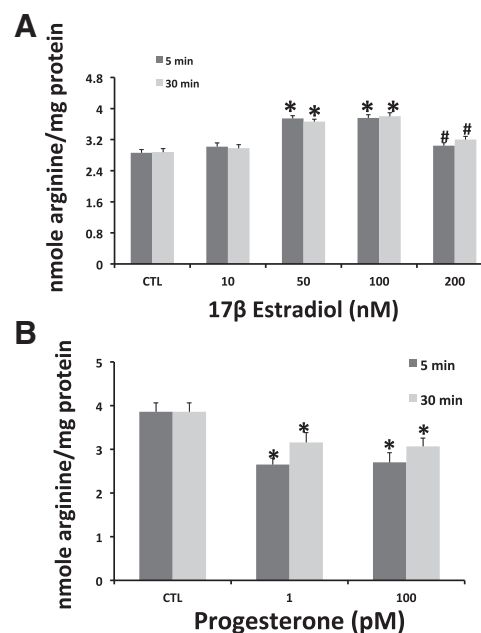 A
nmole arginine/mg protein
5 min
30 min
4.8
4
3.2
2.4
1.6
0.8
0
* * * * # #
CTL 10 50 100 200
17β Estradiol (nM)
B
nmole arginine/mg protein
5 min
30 min
5
4
3
2
1
0
* * * *
CTL 1 100
Progesterone (pM)